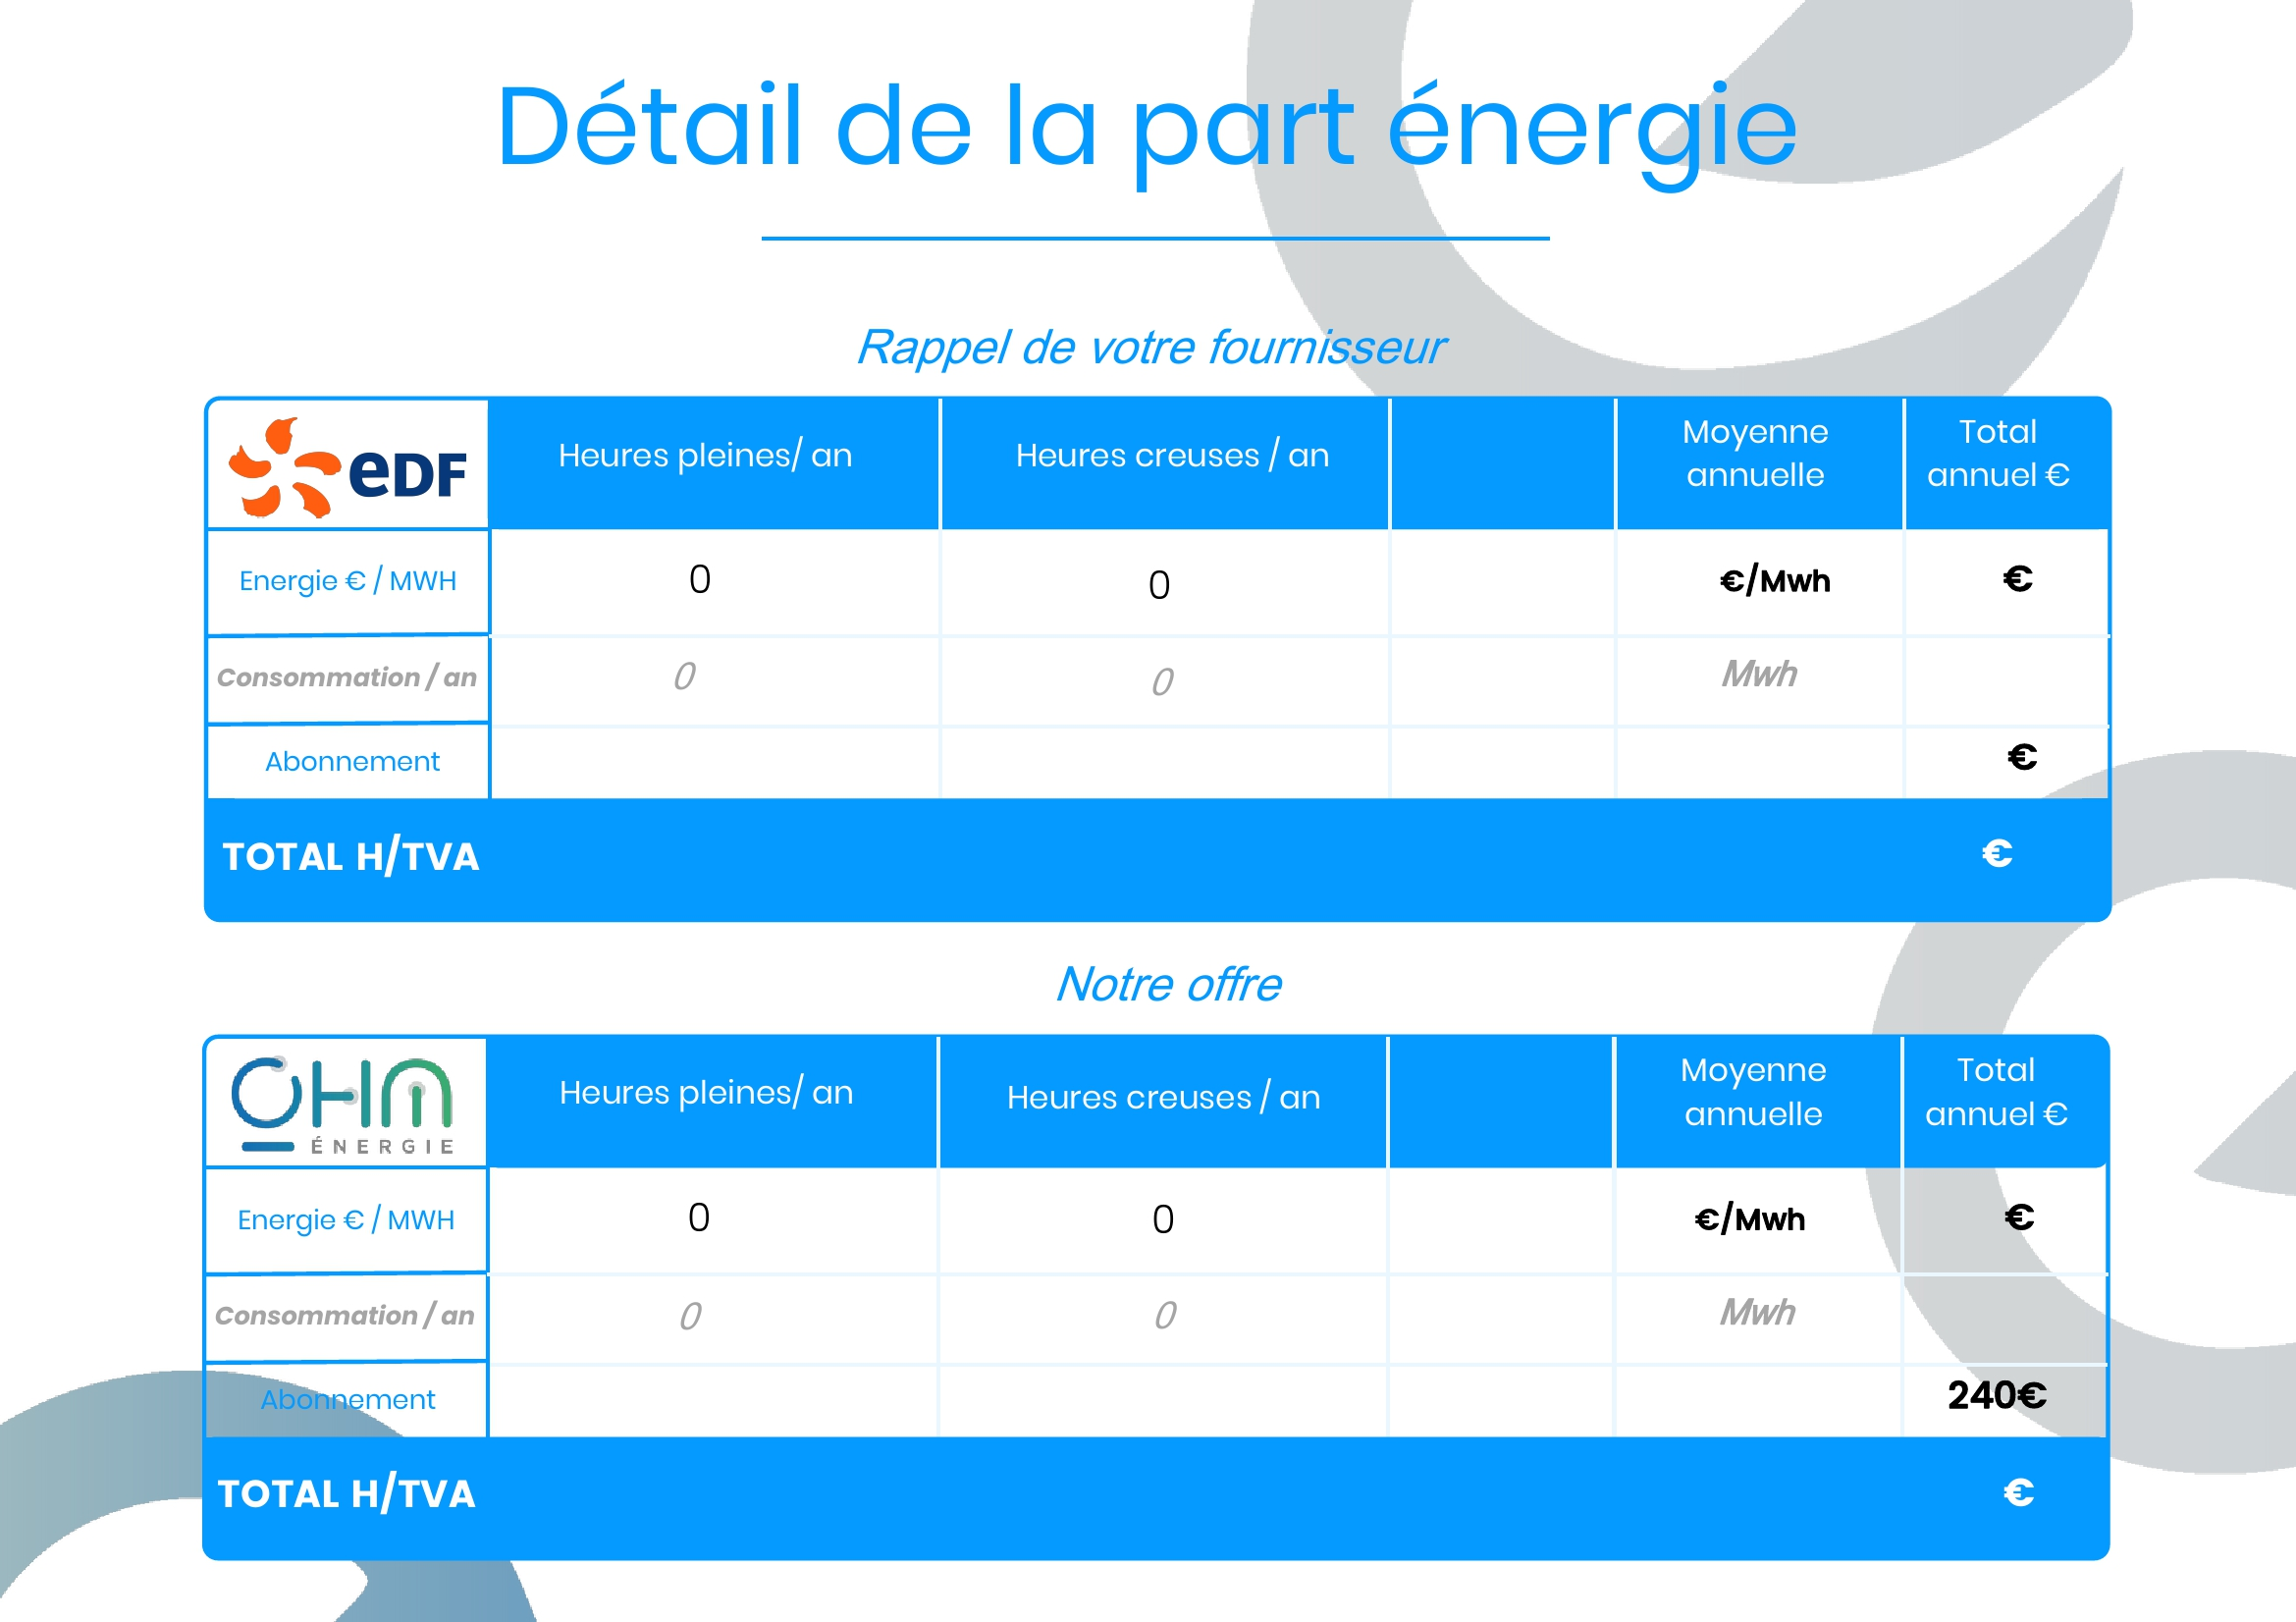 Détail de la part énergie
Rappel de votre fournisseur
eDF Heures pleines/ an Heures creuses / an Moyenne annuelle Total annuel €
Energie € / MWH 0 0 €/Mwh €
Consommation / an 0 0 Mwh
Abonnement €
TOTAL H/TVA €
Notre offre
OHM ÉNERGIE Heures pleines/ an Heures creuses / an Moyenne annuelle Total annuel €
Energie € / MWH 0 0 €/Mwh €
Consommation / an 0 0 Mwh
Abonnement 240€
TOTAL H/TVA €